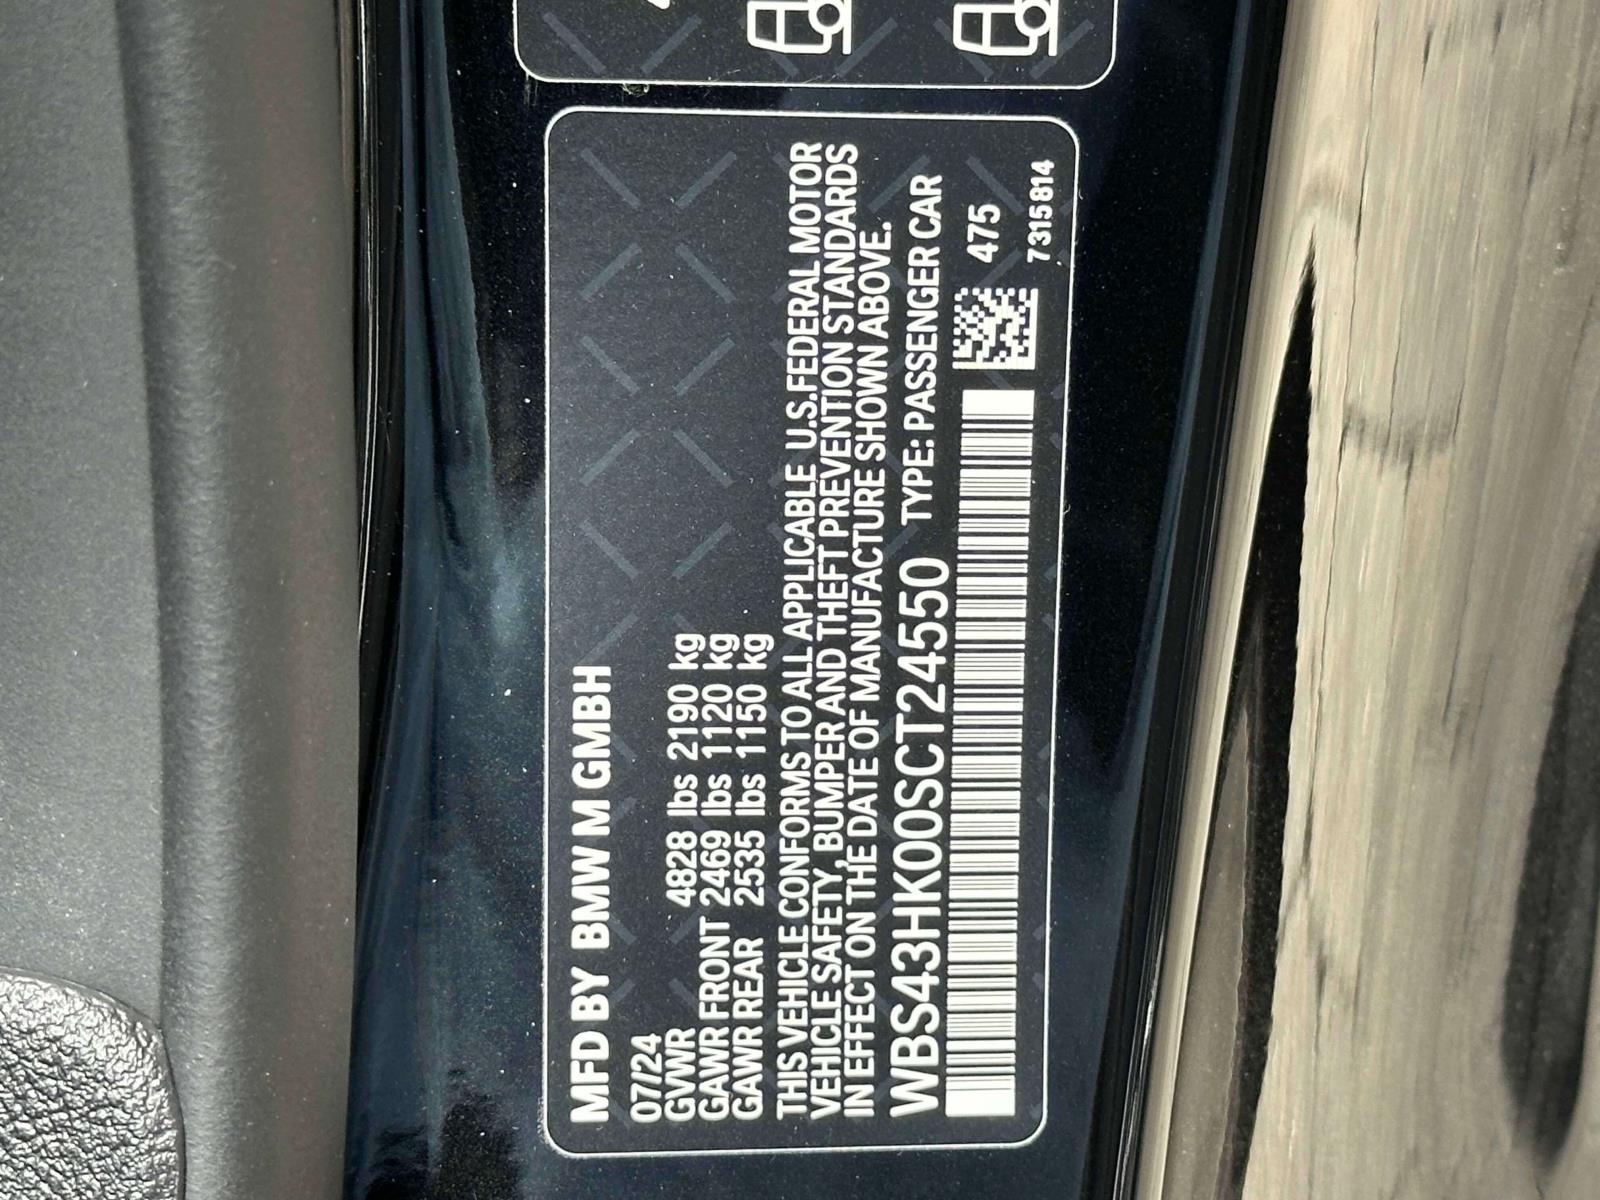 MFD BY BMW M GMBH
07/24
GVWR 4828 lbs 2190 kg
GAWR FRONT 2469 lbs 1120 kg
GAWR REAR 2535 lbs 1150 kg
THIS VEHICLE CONFORMS TO ALL APPLICABLE U.S.FEDERAL MOTOR
VEHICLE SAFETY, BUMPER AND THEFT PREVENTION STANDARDS
IN EFFECT ON THE DATE OF MANUFACTURE SHOWN ABOVE.
WBS43HK00SCT24550 TYPE: PASSENGER CAR
475
7315814